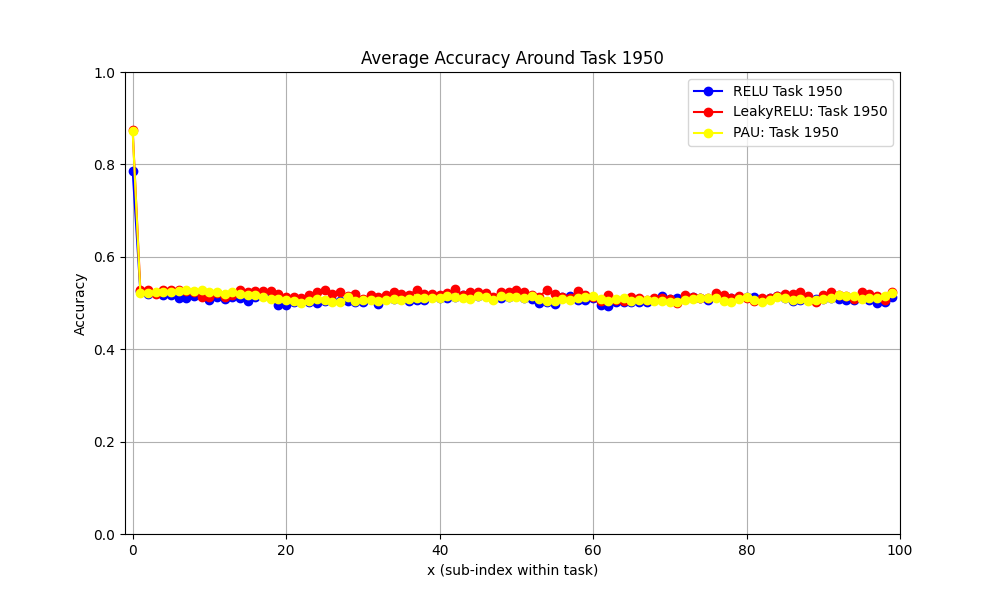 Average Accuracy Around Task 1950
RELU Task 1950
LeakyRELU: Task 1950
PAU: Task 1950
Accuracy
1.0
0.8
0.6
0.4
0.2
0.0
0 20 40 60 80 100
x (sub-index within task)